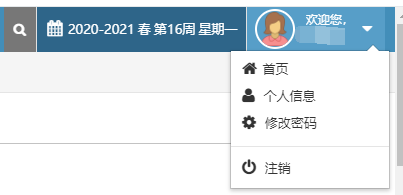 2020-2021 春 第16周 星期一
欢迎您，
首页
个人信息
修改密码
注销